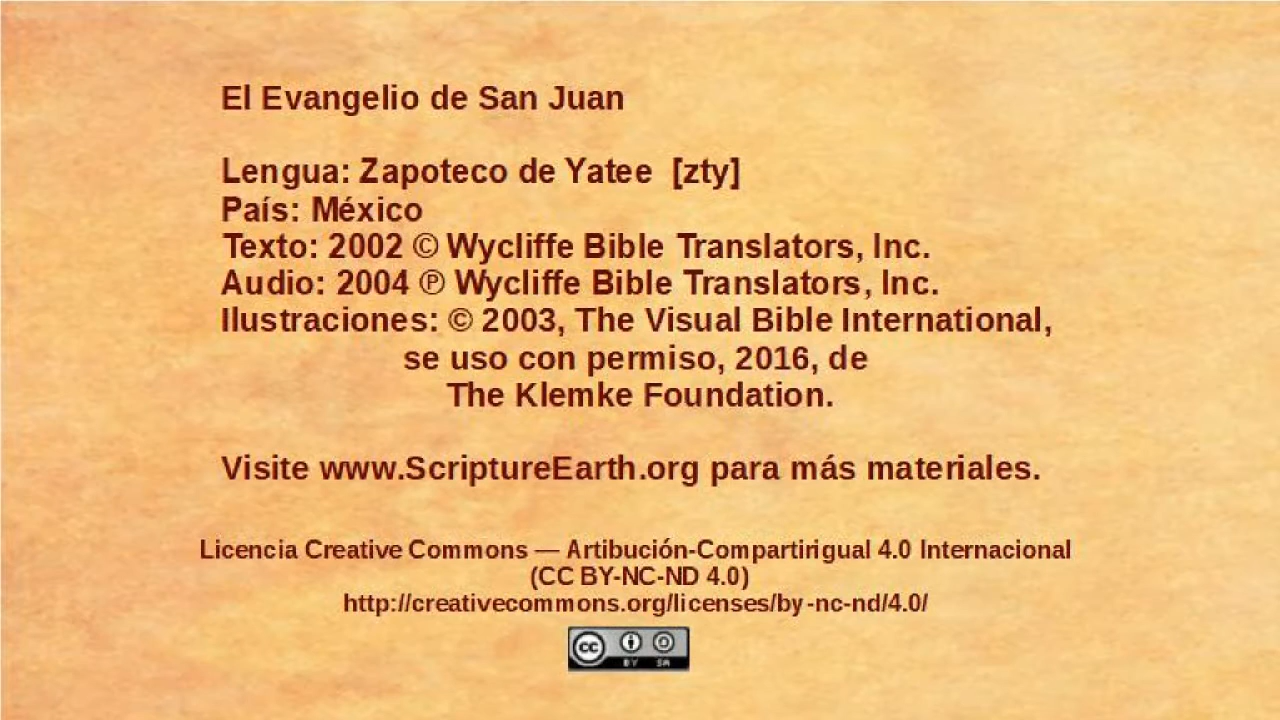 El Evangelio de San Juan
Lengua: Zapoteco de Yatee [zty]
País: México
Texto: 2002 © Wycliffe Bible Translators, Inc.
Audio: 2004 ℗ Wycliffe Bible Translators, Inc.
Ilustraciones: © 2003, The Visual Bible International,
se uso con permiso, 2016, de
The Klemke Foundation.
Visite www.ScriptureEarth.org para más materiales.
Licencia Creative Commons — Artibución-Compartirigual 4.0 Internacional
(CC BY-NC-ND 4.0)
http://creativecommons.org/licenses/by-nc-nd/4.0/
cc BY SA